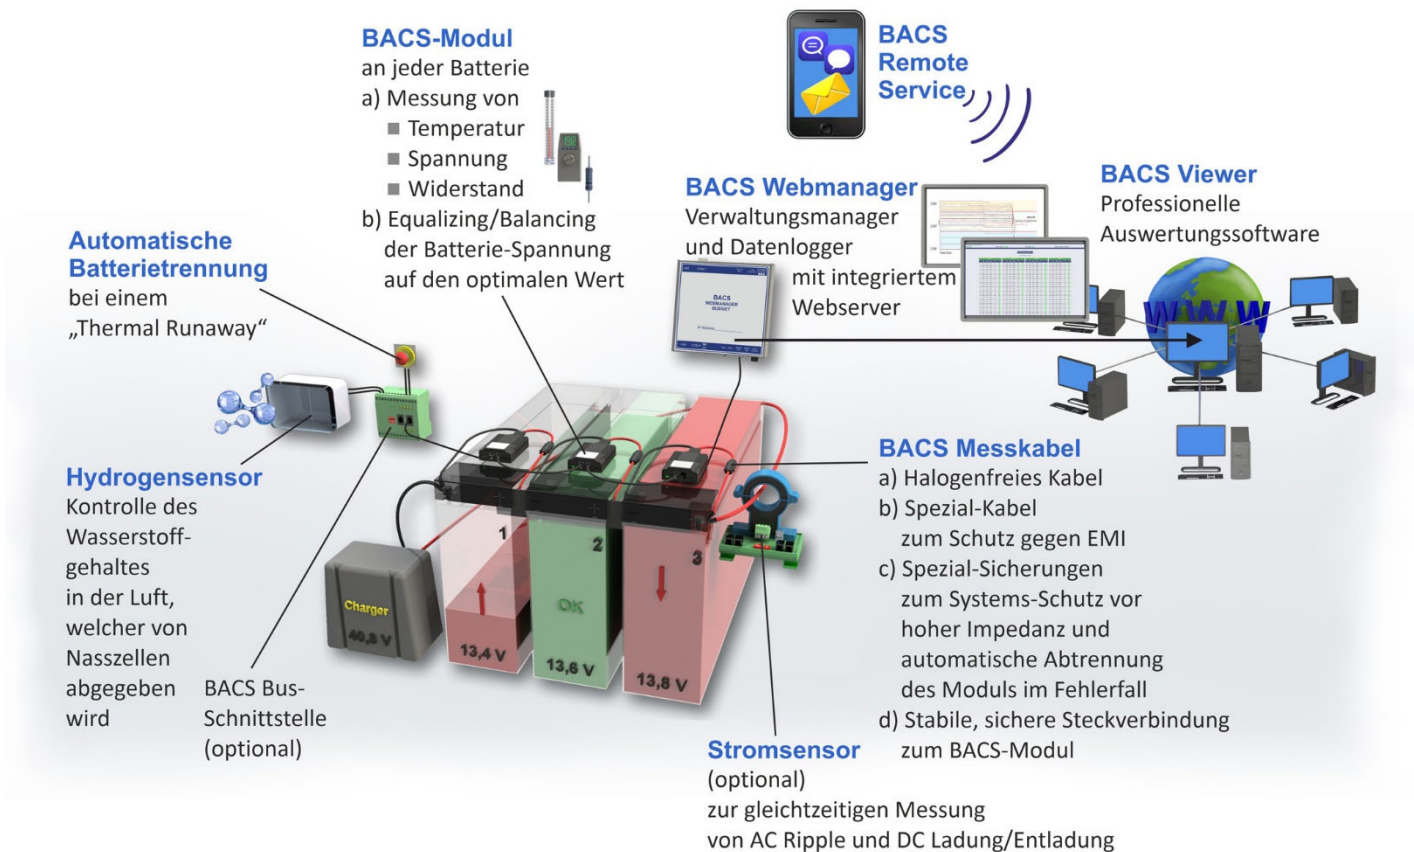 BACS-Modul
an jeder Batterie
a) Messung von
Temperatur
Spannung
Widerstand
b) Equalizing/Balancing
der Batterie-Spannung
auf den optimalen Wert
BACS
Remote
Service
BACS Webmanager
Verwaltungsmanager
und Datenlogger
mit integriertem
Webserver
BACS Viewer
Professionelle
Auswertungssoftware
WWW
Automatische
Batterietrennung
bei einem
„Thermal Runaway“
BACS
WEBMANAGER
BUDGET
Hydrogensensor
Kontrolle des
Wasserstoff-
gehaltes
in der Luft,
welcher von
Nasszellen
abgegeben
wird
BACS Bus-
Schnittstelle
(optional)
Charger
40,8 V
1
13,4 V
2
OK
13,6 V
3
13,8 V
BACS Messkabel
a) Halogenfreies Kabel
b) Spezial-Kabel
zum Schutz gegen EMI
c) Spezial-Sicherungen
zum Systems-Schutz vor
hoher Impedanz und
automatische Abtrennung
des Moduls im Fehlerfall
d) Stabile, sichere Steckverbindung
zum BACS-Modul
Stromsensor
(optional)
zur gleichtzeitigen Messung
von AC Ripple und DC Ladung/Entladung